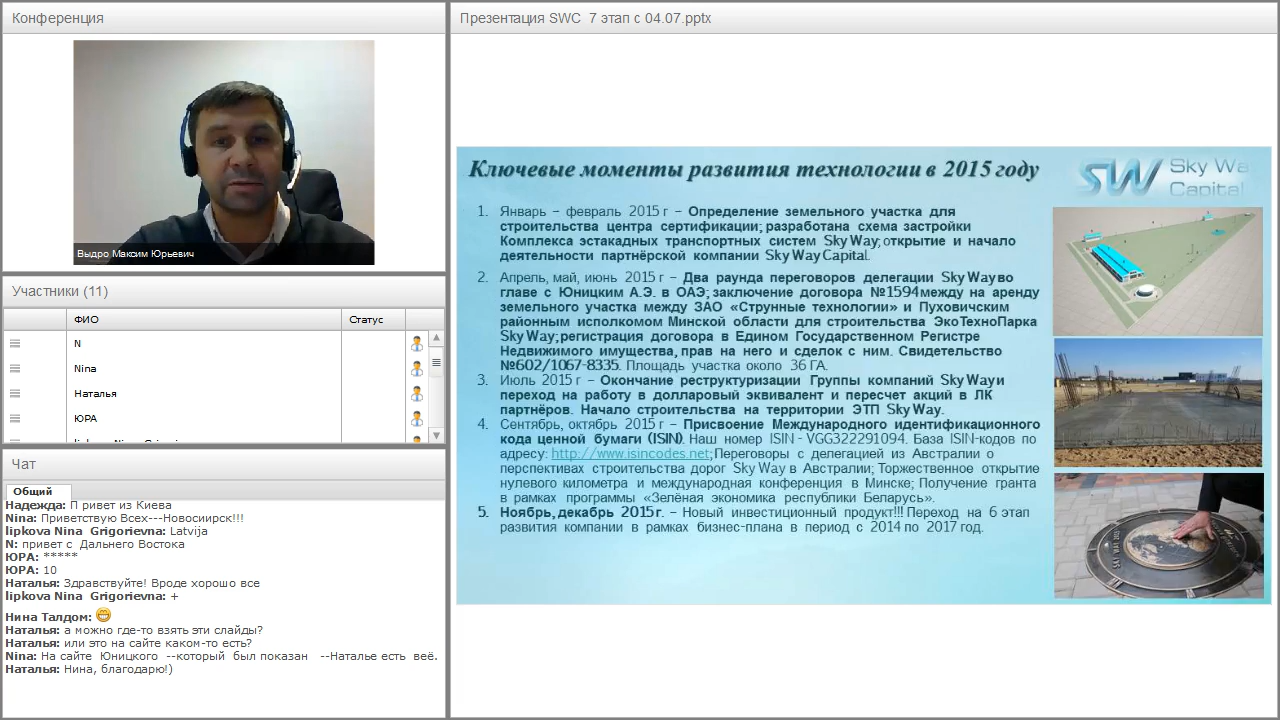 Конференция
Выдро Максим Юрьевич
Участники (11)
ФИО
Статус
N
Nina
Наталья
ЮРА
Чат
Общий
Надежда: П ривет из Киева
Nina: Приветствую Всех---Новосиирск!!!
lipkova Nina Grigorievna: Latvija
N: привет с Дальнего Востока
ЮРА: *****
ЮРА: 10
Наталья: Здравствуйте! Вроде хорошо все
lipkova Nina Grigorievna: +
Нина Талдом:
Наталья: а можно где-то взять эти слайды?
Наталья: или это на сайте каком-то есть?
Nina: На сайте Юницкого --который был показан --Наталье есть веё.
Наталья: Нина, благодарю!)
Презентация SWC 7 этап с 04.07.pptx
Ключевые моменты развития технологии в 2015 году
SW Sky Wa
Capital
1. Январь – февраль 2015 г – Определение земельного участка для
строительства центра сертификации; разработана схема застройки
Комплекса эстакадных транспортных систем Sky Way; открытие и начало
деятельности партнёрской компании Sky Way Capital.
2. Апрель, май, июнь 2015 г – Два раунда переговоров делегации Sky Way во
главе с Юницким А.Э. в ОАЭ; заключение договора №1594 между на аренду
земельного участка между ЗАО «Струнные технологии» и Пуховичским
районным исполкомом Минской области для строительства ЭкоТехноПарка
Sky Way; регистрация договора в Едином Государственном Регистре
Недвижимого имущества, прав на него и сделок с ним. Свидетельство
№602/1067-8335. Площадь участка около 36 ГА.
3. Июль 2015 г – Окончание реструктуризации Группы компаний Sky Way и
переход на работу в долларовый эквивалент и пересчет акций в ЛК
партнёров. Начало строительства на территории ЭТП Sky Way.
4. Сентябрь, октябрь 2015 г – Присвоение Международного идентификационного
кода ценной бумаги (ISIN). Наш номер ISIN - VGG322291094. База ISIN-кодов по
адресу: http://www.isincodes.net; Переговоры с делегацией из Австралии о
перспективах строительства дорог Sky Way в Австралии; Торжественное открытие
нулевого километра и международная конференция в Минске; Получение гранта
в рамках программы «Зелёная экономика республики Беларусь».
5. Ноябрь, декабрь 2015 г. – Новый инвестиционный продукт!!! Переход на 6 этап
развития компании в рамках бизнес-плана в период с 2014 по 2017 год.